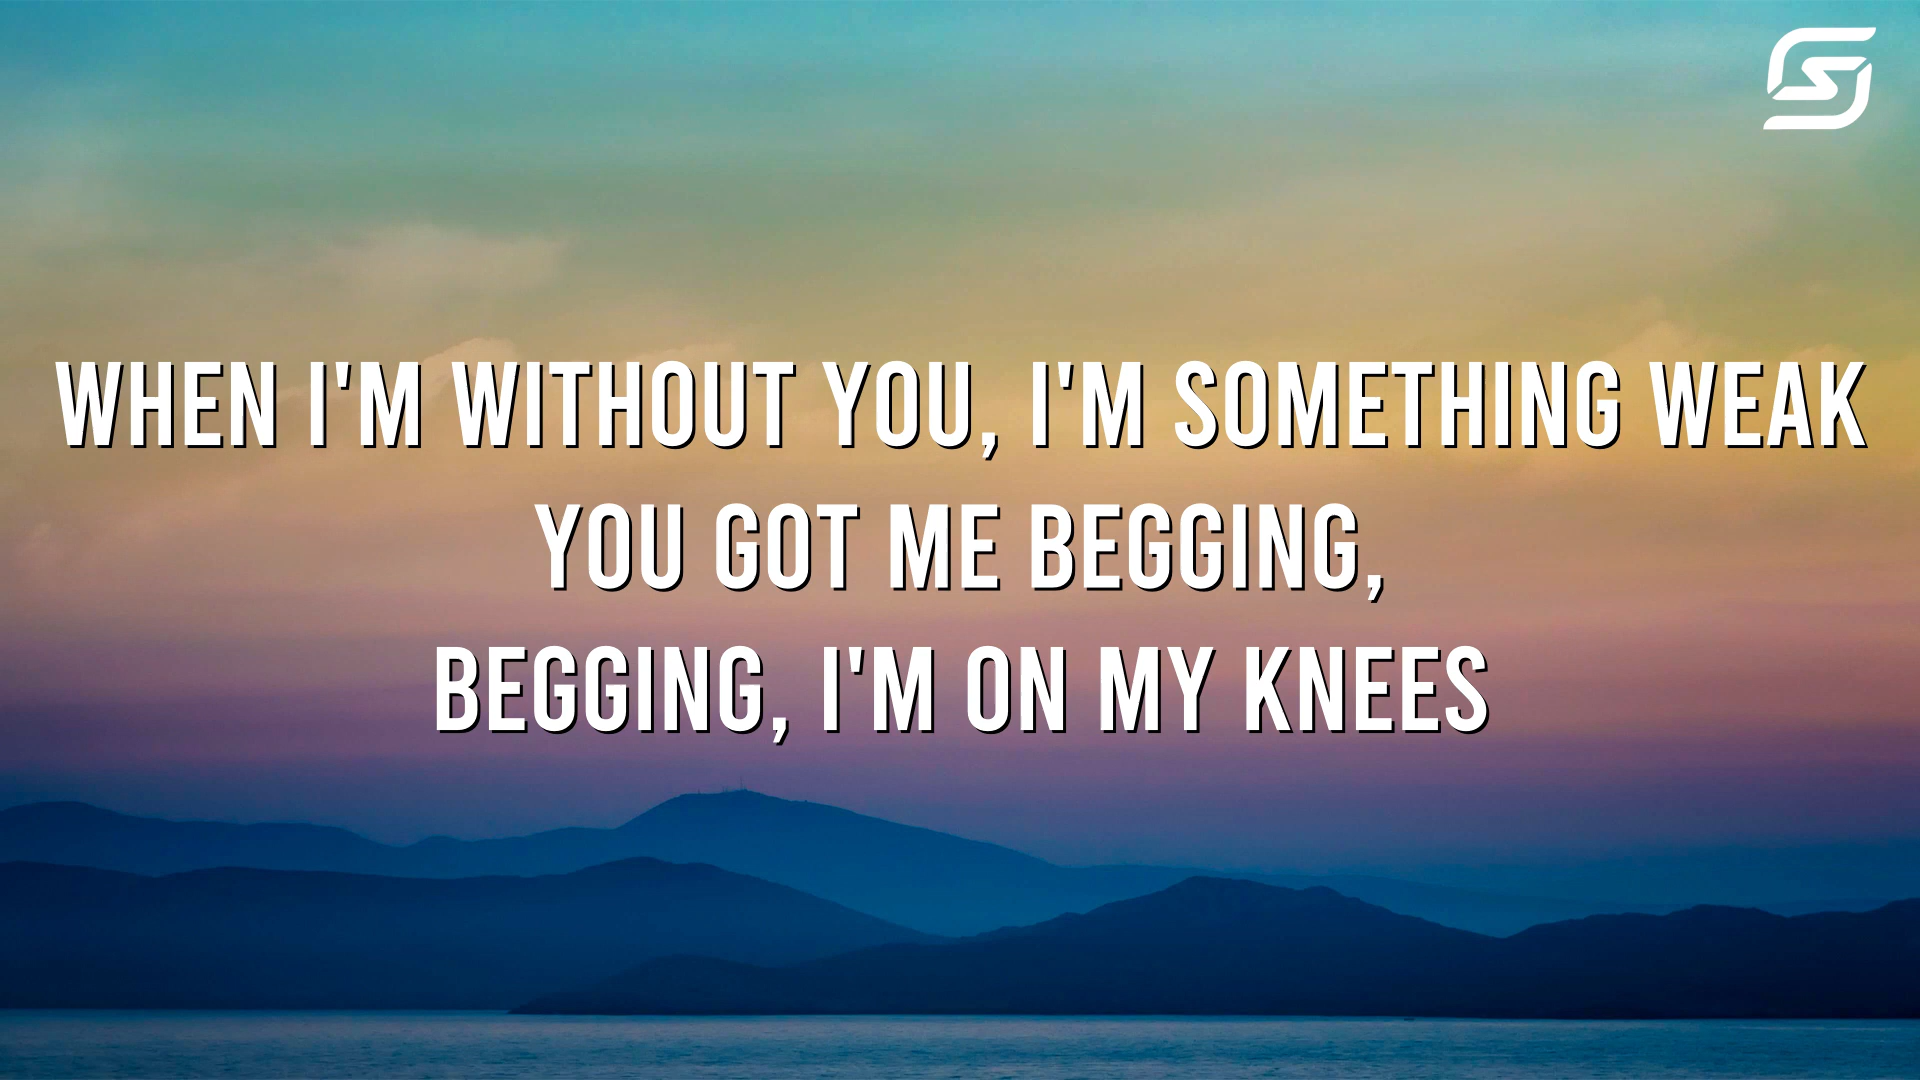 WHEN I'M WITHOUT YOU, I'M SOMETHING WEAK
YOU GOT ME BEGGING,
BEGGING, I'M ON MY KNEES